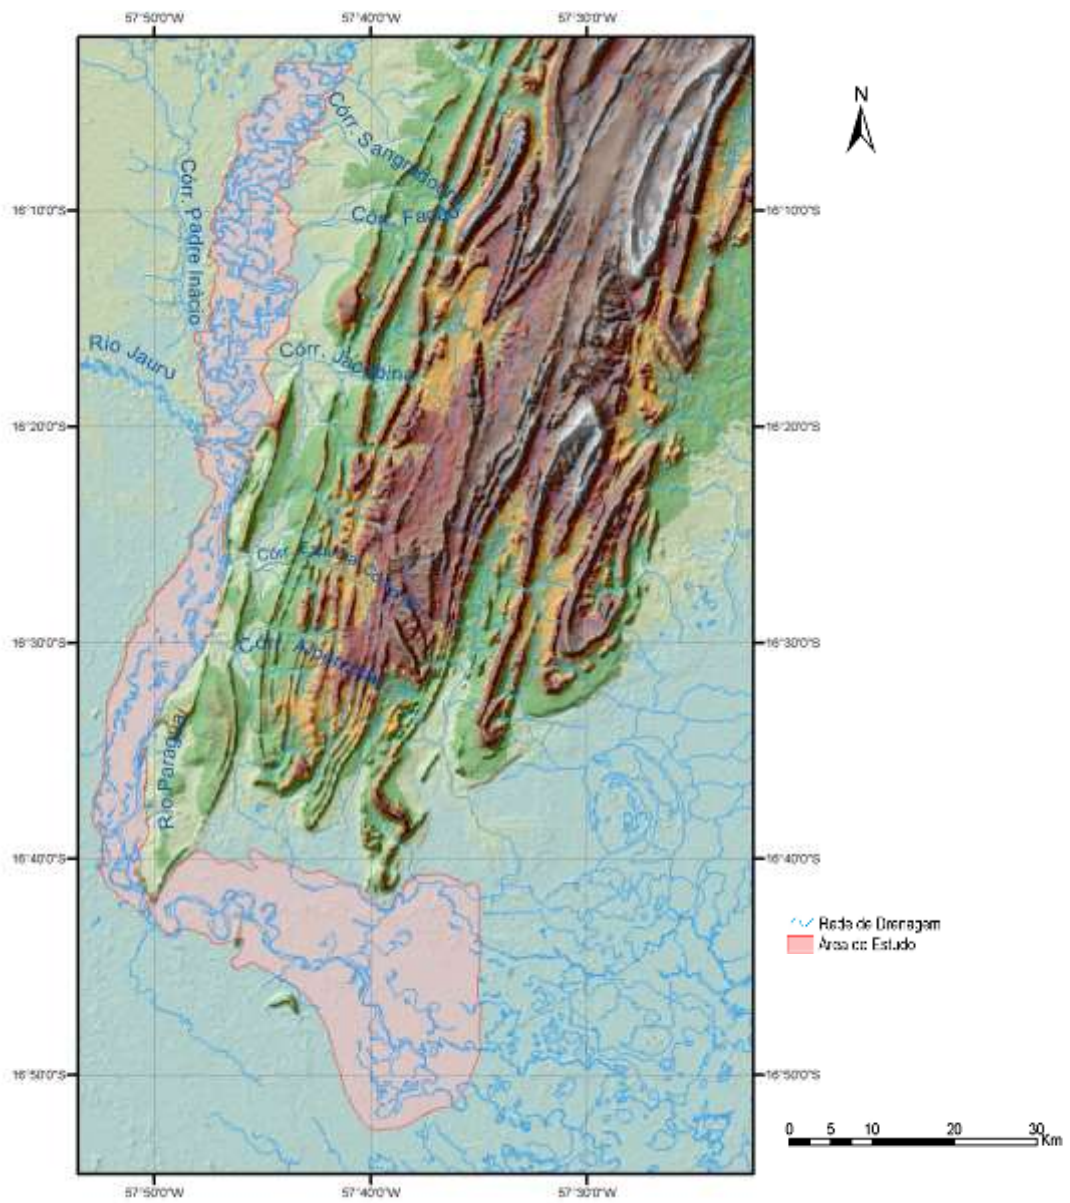 57°50'0"W 57°40'0"W 57°30'0"W
N
Córr. Sangradouro
Córr. Padre Inácio
16°10'0"S 16°10'0"S
Rio Jauru
Córr. Jacobina
16°20'0"S 16°20'0"S
Córr.
16°30'0"S 16°30'0"S
Córr.
Rio Paraguai
16°40'0"S 16°40'0"S
Rede de Drenagem
Área de Estudo
16°50'0"S 16°50'0"S
0 5 10 20 30
Km
57°50'0"W 57°40'0"W 57°30'0"W